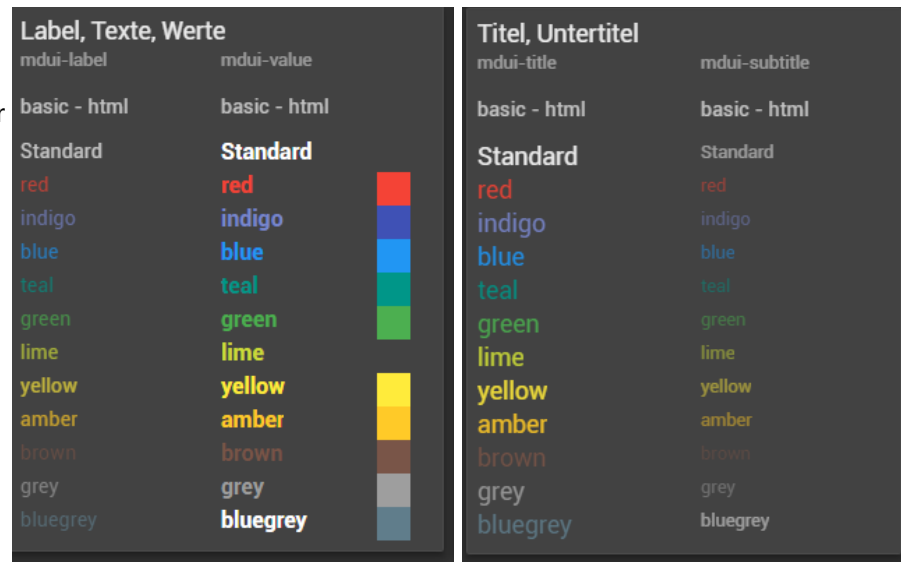 Label, Texte, Werte
mdui-label mdui-value
r
basic - html basic - html
Standard Standard
red red
indigo indigo
blue blue
teal teal
green green
lime lime
yellow yellow
amber amber
brown brown
grey grey
bluegrey bluegrey
Titel, Untertitel
mdui-title mdui-subtitle
basic - html basic - html
Standard Standard
red red
indigo indigo
blue blue
teal teal
green green
lime lime
yellow yellow
amber amber
brown brown
grey grey
bluegrey bluegrey